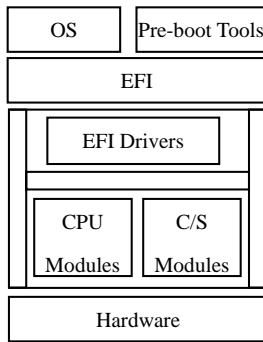 OS Pre-boot Tools
EFI
EFI Drivers
CPU C/S
Modules Modules
Hardware